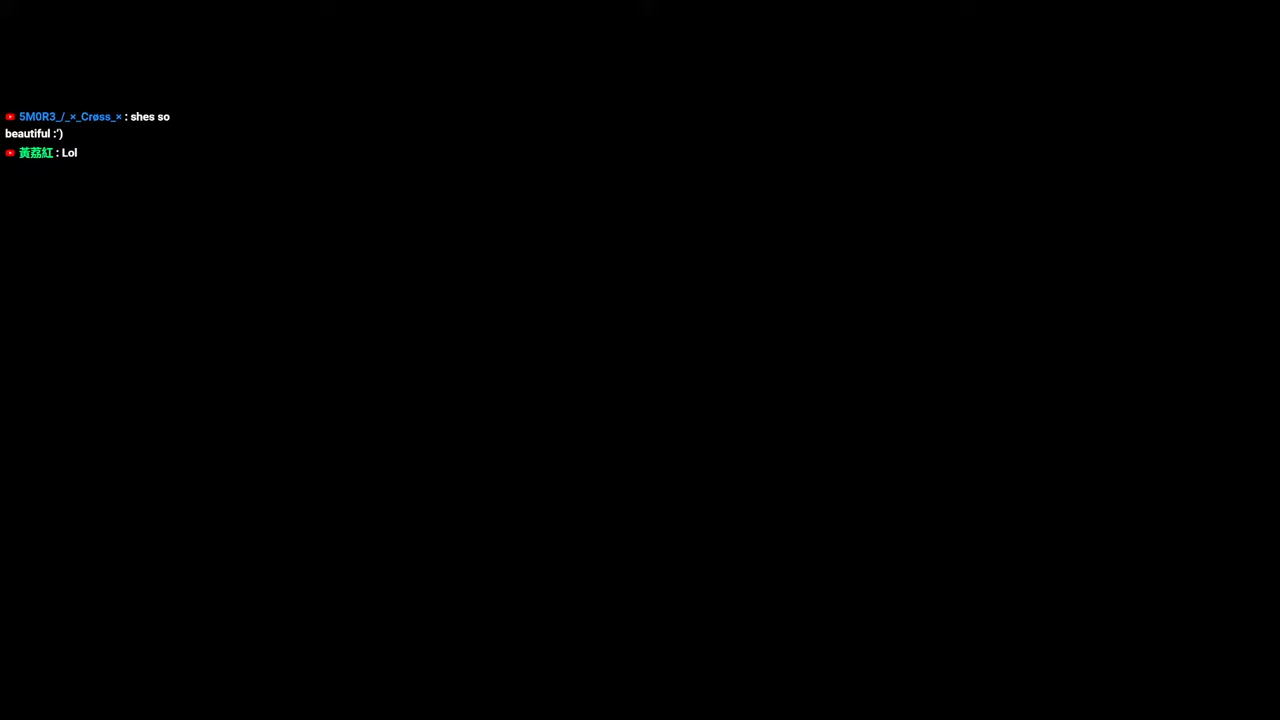 5M0R3_/_×_Crøss_× : shes so
beautiful :')
黃荔紅 : Lol